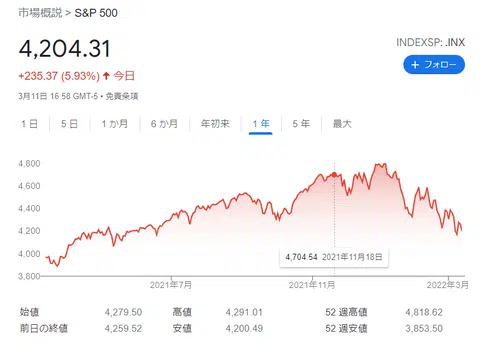 市場概説 > S&P 500
4,204.31
INDEXSP: .INX
+235.37 (5.93%) ↑ 今日
+ フォロー
3月11日 16:58 GMT-5 • 免責条項
1 日 5 日 1 か月 6 か月 年初来 1 年 5 年 最大
4,800
4,600
4,400
4,200
4,000
3,800
4,704.54 2021年11月18日
2021年7月 2021年11月 2022年3月
始値 4,279.50 高値 4,291.01 52 週高値 4,818.62
前日の終値 4,259.52 安値 4,200.49 52 週安値 3,853.50